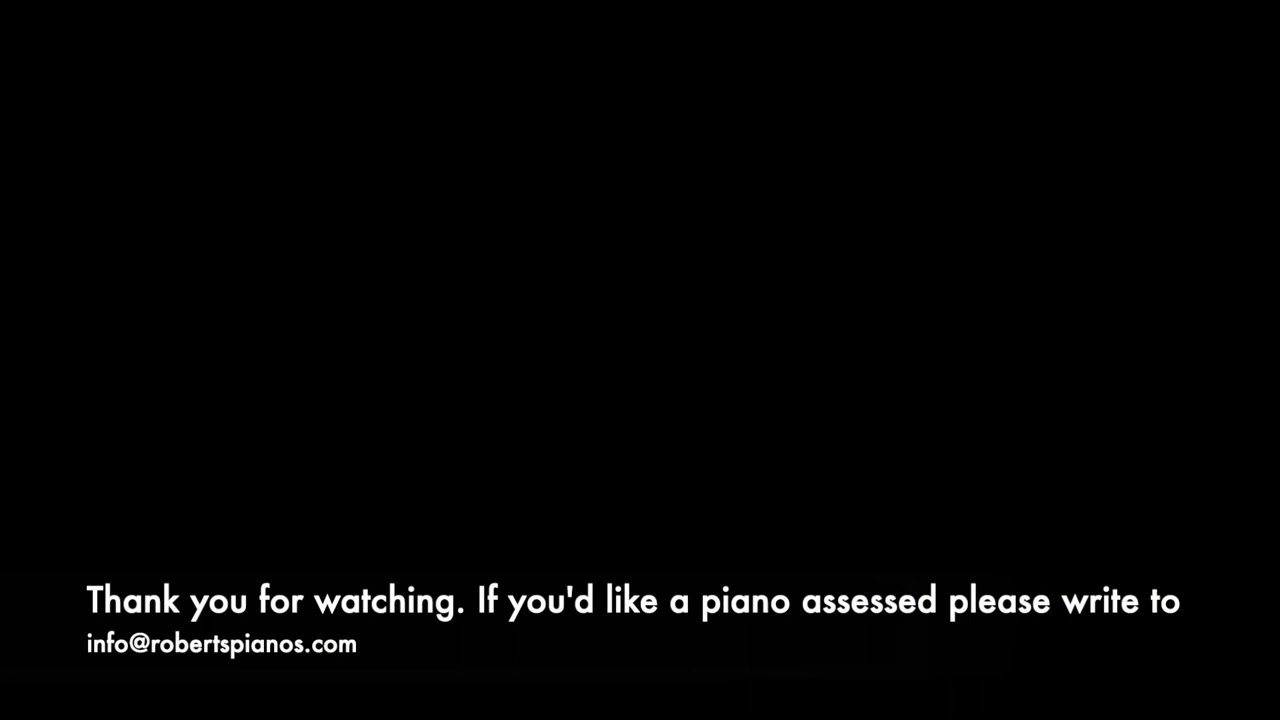 Thank you for watching. If you'd like a piano assessed please write to
info@robertspianos.com